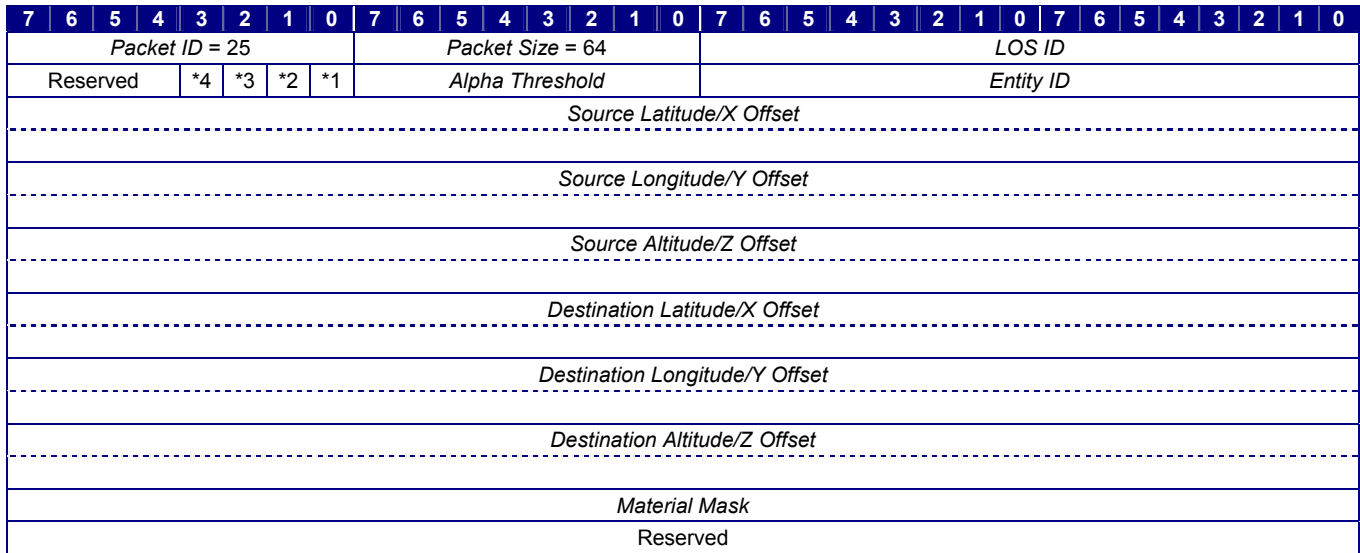 7 6 5 4 3 2 1 0 7 6 5 4 3 2 1 0 7 6 5 4 3 2 1 0 7 6 5 4 3 2 1 0
Packet ID = 25 Packet Size = 64 LOS ID
Reserved *4 *3 *2 *1 Alpha Threshold Entity ID
Source Latitude/X Offset
Source Longitude/Y Offset
Source Altitude/Z Offset
Destination Latitude/X Offset
Destination Longitude/Y Offset
Destination Altitude/Z Offset
Material Mask
Reserved